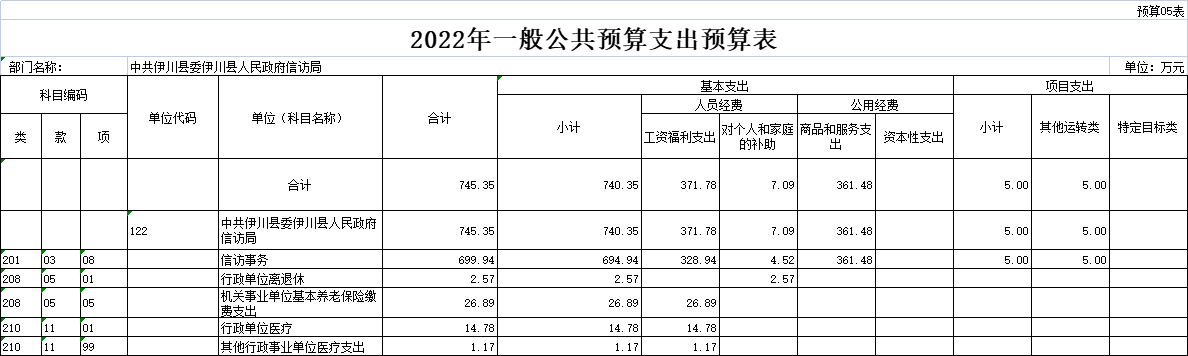 预算05表
2022年一般公共预算支出预算表
部门名称： 中共伊川县委伊川县人民政府信访局 单位：万元
科目编码 单位代码 单位（科目名称） 合计 基本支出 项目支出
小计 人员经费 公用经费 小计 其他运转类 特定目标类
类 款 项 工资福利支出 对个人和家庭的补助 商品和服务支出 资本性支出
合计 745.35 740.35 371.78 7.09 361.48 5.00 5.00
122 中共伊川县委伊川县人民政府信访局 745.35 740.35 371.78 7.09 361.48 5.00 5.00
201 03 08 信访事务 699.94 694.94 328.94 4.52 361.48 5.00 5.00
208 05 01 行政单位离退休 2.57 2.57 2.57
208 05 05 机关事业单位基本养老保险缴费支出 26.89 26.89 26.89
210 11 01 行政单位医疗 14.78 14.78 14.78
210 11 99 其他行政事业单位医疗支出 1.17 1.17 1.17